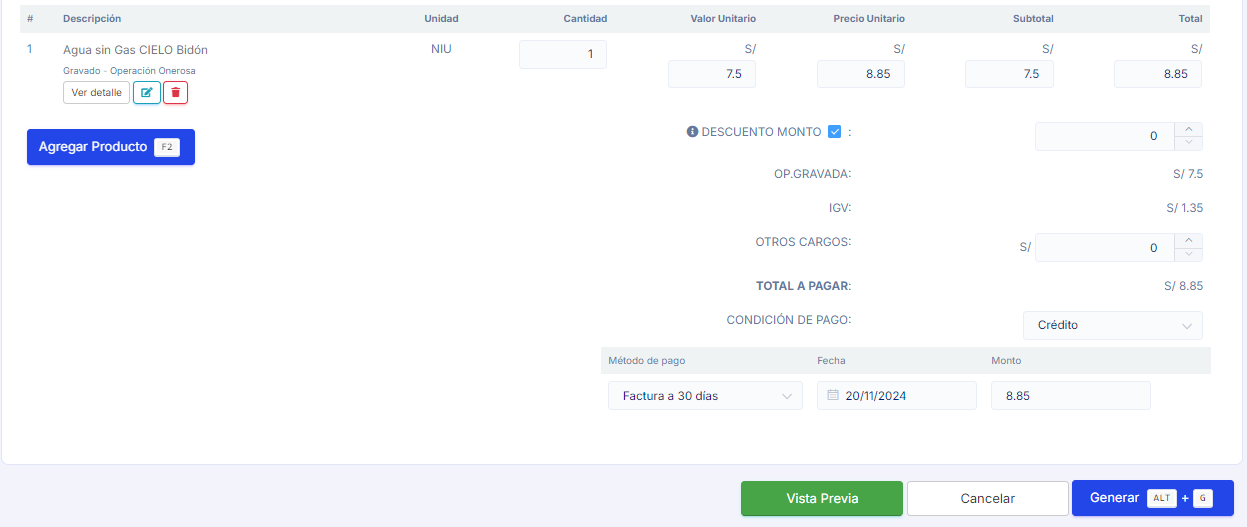 # Descripción Unidad Cantidad Valor Unitario Precio Unitario Subtotal Total
1 Agua sin Gas CIELO Bidón NIU 1 S/ S/ S/ S/
Gravado - Operación Onerosa 7.5 8.85 7.5 8.85
Ver detalle
Agregar Producto F2
DESCUENTO MONTO : 0
OP.GRAVADA: S/ 7.5
IGV: S/ 1.35
OTROS CARGOS: S/ 0
TOTAL A PAGAR: S/ 8.85
CONDICIÓN DE PAGO: Crédito
Método de pago Fecha Monto
Factura a 30 días 20/11/2024 8.85
Vista Previa Cancelar Generar ALT + G